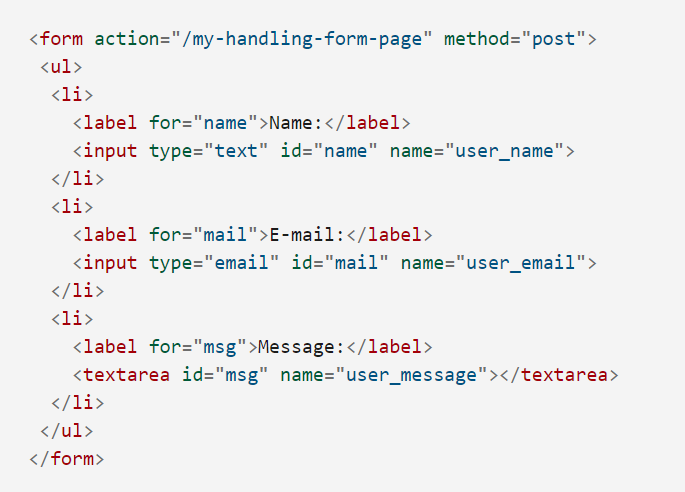 <form action="/my-handling-form-page" method="post">
 <ul>
  <li>
    <label for="name">Name:</label>
    <input type="text" id="name" name="user_name">
  </li>
  <li>
    <label for="mail">E-mail:</label>
    <input type="email" id="mail" name="user_email">
  </li>
  <li>
    <label for="msg">Message:</label>
    <textarea id="msg" name="user_message"></textarea>
  </li>
 </ul>
</form>